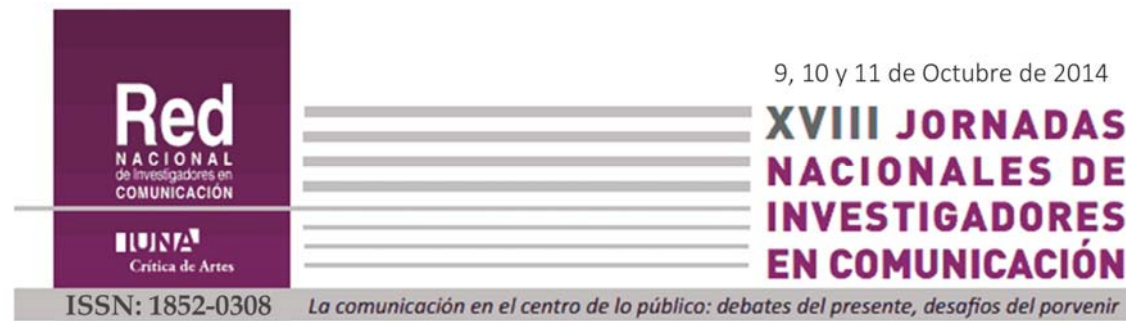 Red
NACIONAL
de Investigadores en
COMUNICACIÓN
IUNA
Crítica de Artes
9, 10 y 11 de Octubre de 2014
XVIII JORNADAS
NACIONALES DE
INVESTIGADORES
EN COMUNICACIÓN
ISSN: 1852-0308
La comunicación en el centro de lo público: debates del presente, desafíos del porvenir